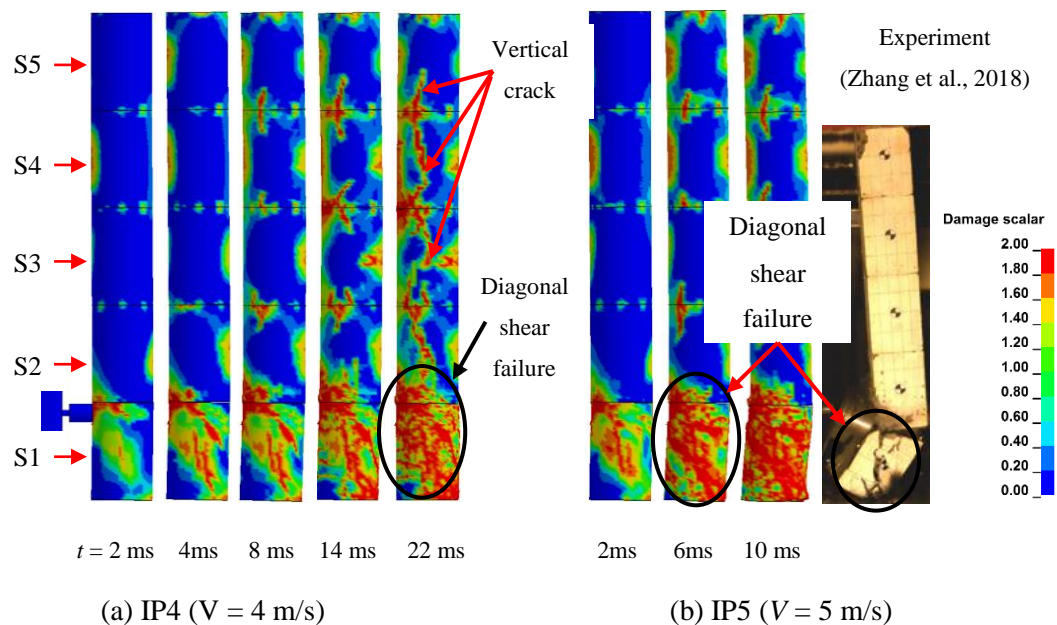 S5
S4
S3
S2
S1
Vertical
crack
Diagonal
shear
failure
t = 2 ms
4ms
8 ms
14 ms
22 ms
(a) IP4 (V = 4 m/s)
Experiment
(Zhang et al., 2018)
Diagonal
shear
failure
Damage scalar
2.00
1.80
1.60
1.40
1.20
1.00
0.80
0.60
0.40
0.20
0.00
2ms
6ms
10 ms
(b) IP5 (V = 5 m/s)